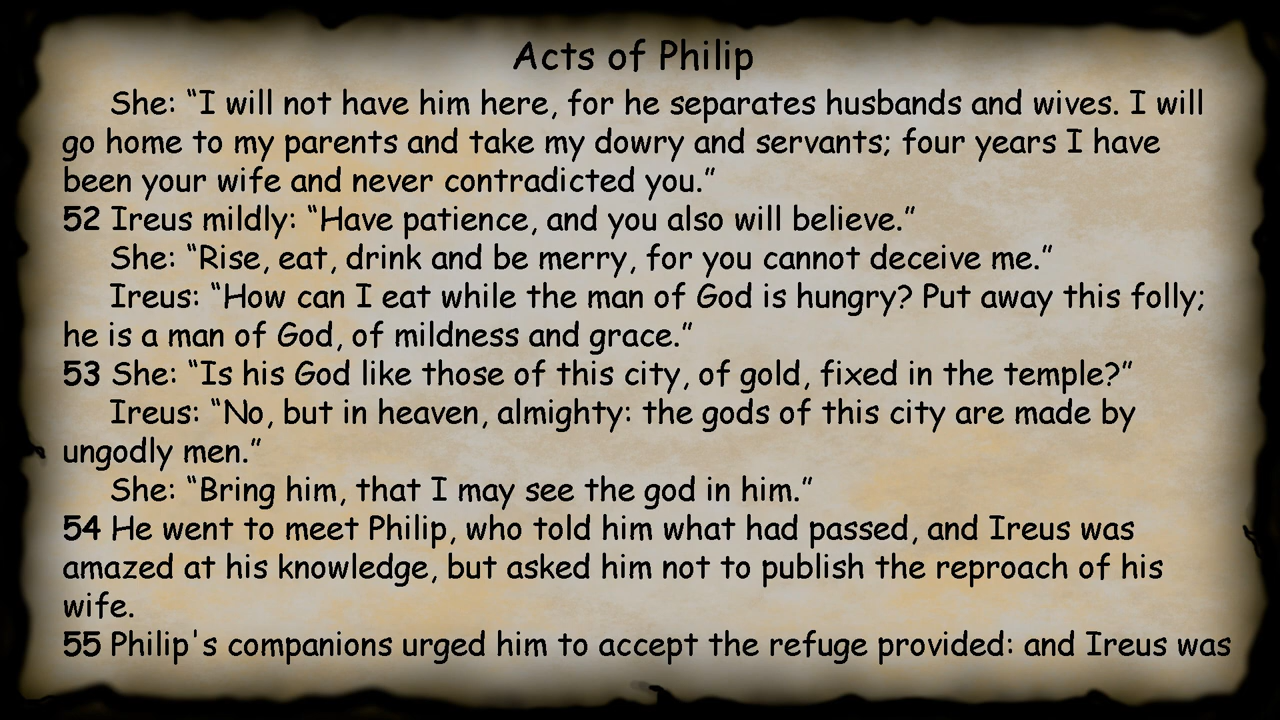 Acts of Philip
She: “I will not have him here, for he separates husbands and wives. I will
go home to my parents and take my dowry and servants; four years I have
been your wife and never contradicted you.”
52 Ireus mildly: “Have patience, and you also will believe.”
She: “Rise, eat, drink and be merry, for you cannot deceive me.”
Ireus: “How can I eat while the man of God is hungry? Put away this folly;
he is a man of God, of mildness and grace.”
53 She: “Is his God like those of this city, of gold, fixed in the temple?”
Ireus: “No, but in heaven, almighty: the gods of this city are made by
ungodly men.”
She: “Bring him, that I may see the god in him.”
54 He went to meet Philip, who told him what had passed, and Ireus was
amazed at his knowledge, but asked him not to publish the reproach of his
wife.
55 Philip's companions urged him to accept the refuge provided: and Ireus was